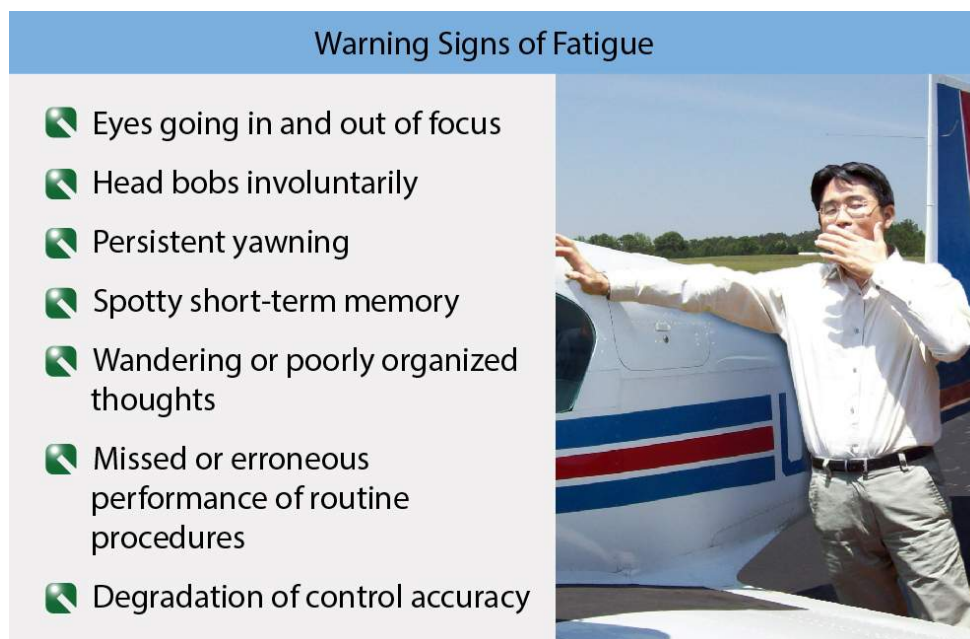 Warning Signs of Fatigue
Eyes going in and out of focus
Head bobs involuntarily
Persistent yawning
Spotty short-term memory
Wandering or poorly organized
thoughts
Missed or erroneous
performance of routine
procedures
Degradation of control accuracy